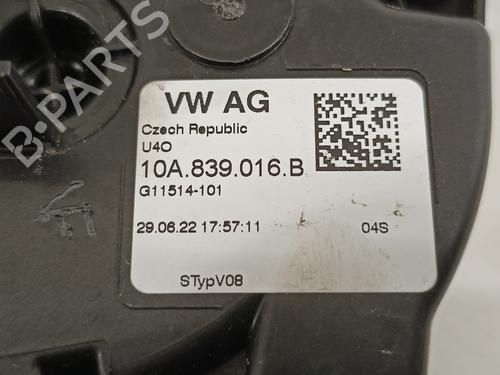 B-PARTS
VW AG
Czech Republic
U4O
10A.839.016.B
G11514-101
29.06.22 17:57:11 04S
STypV08